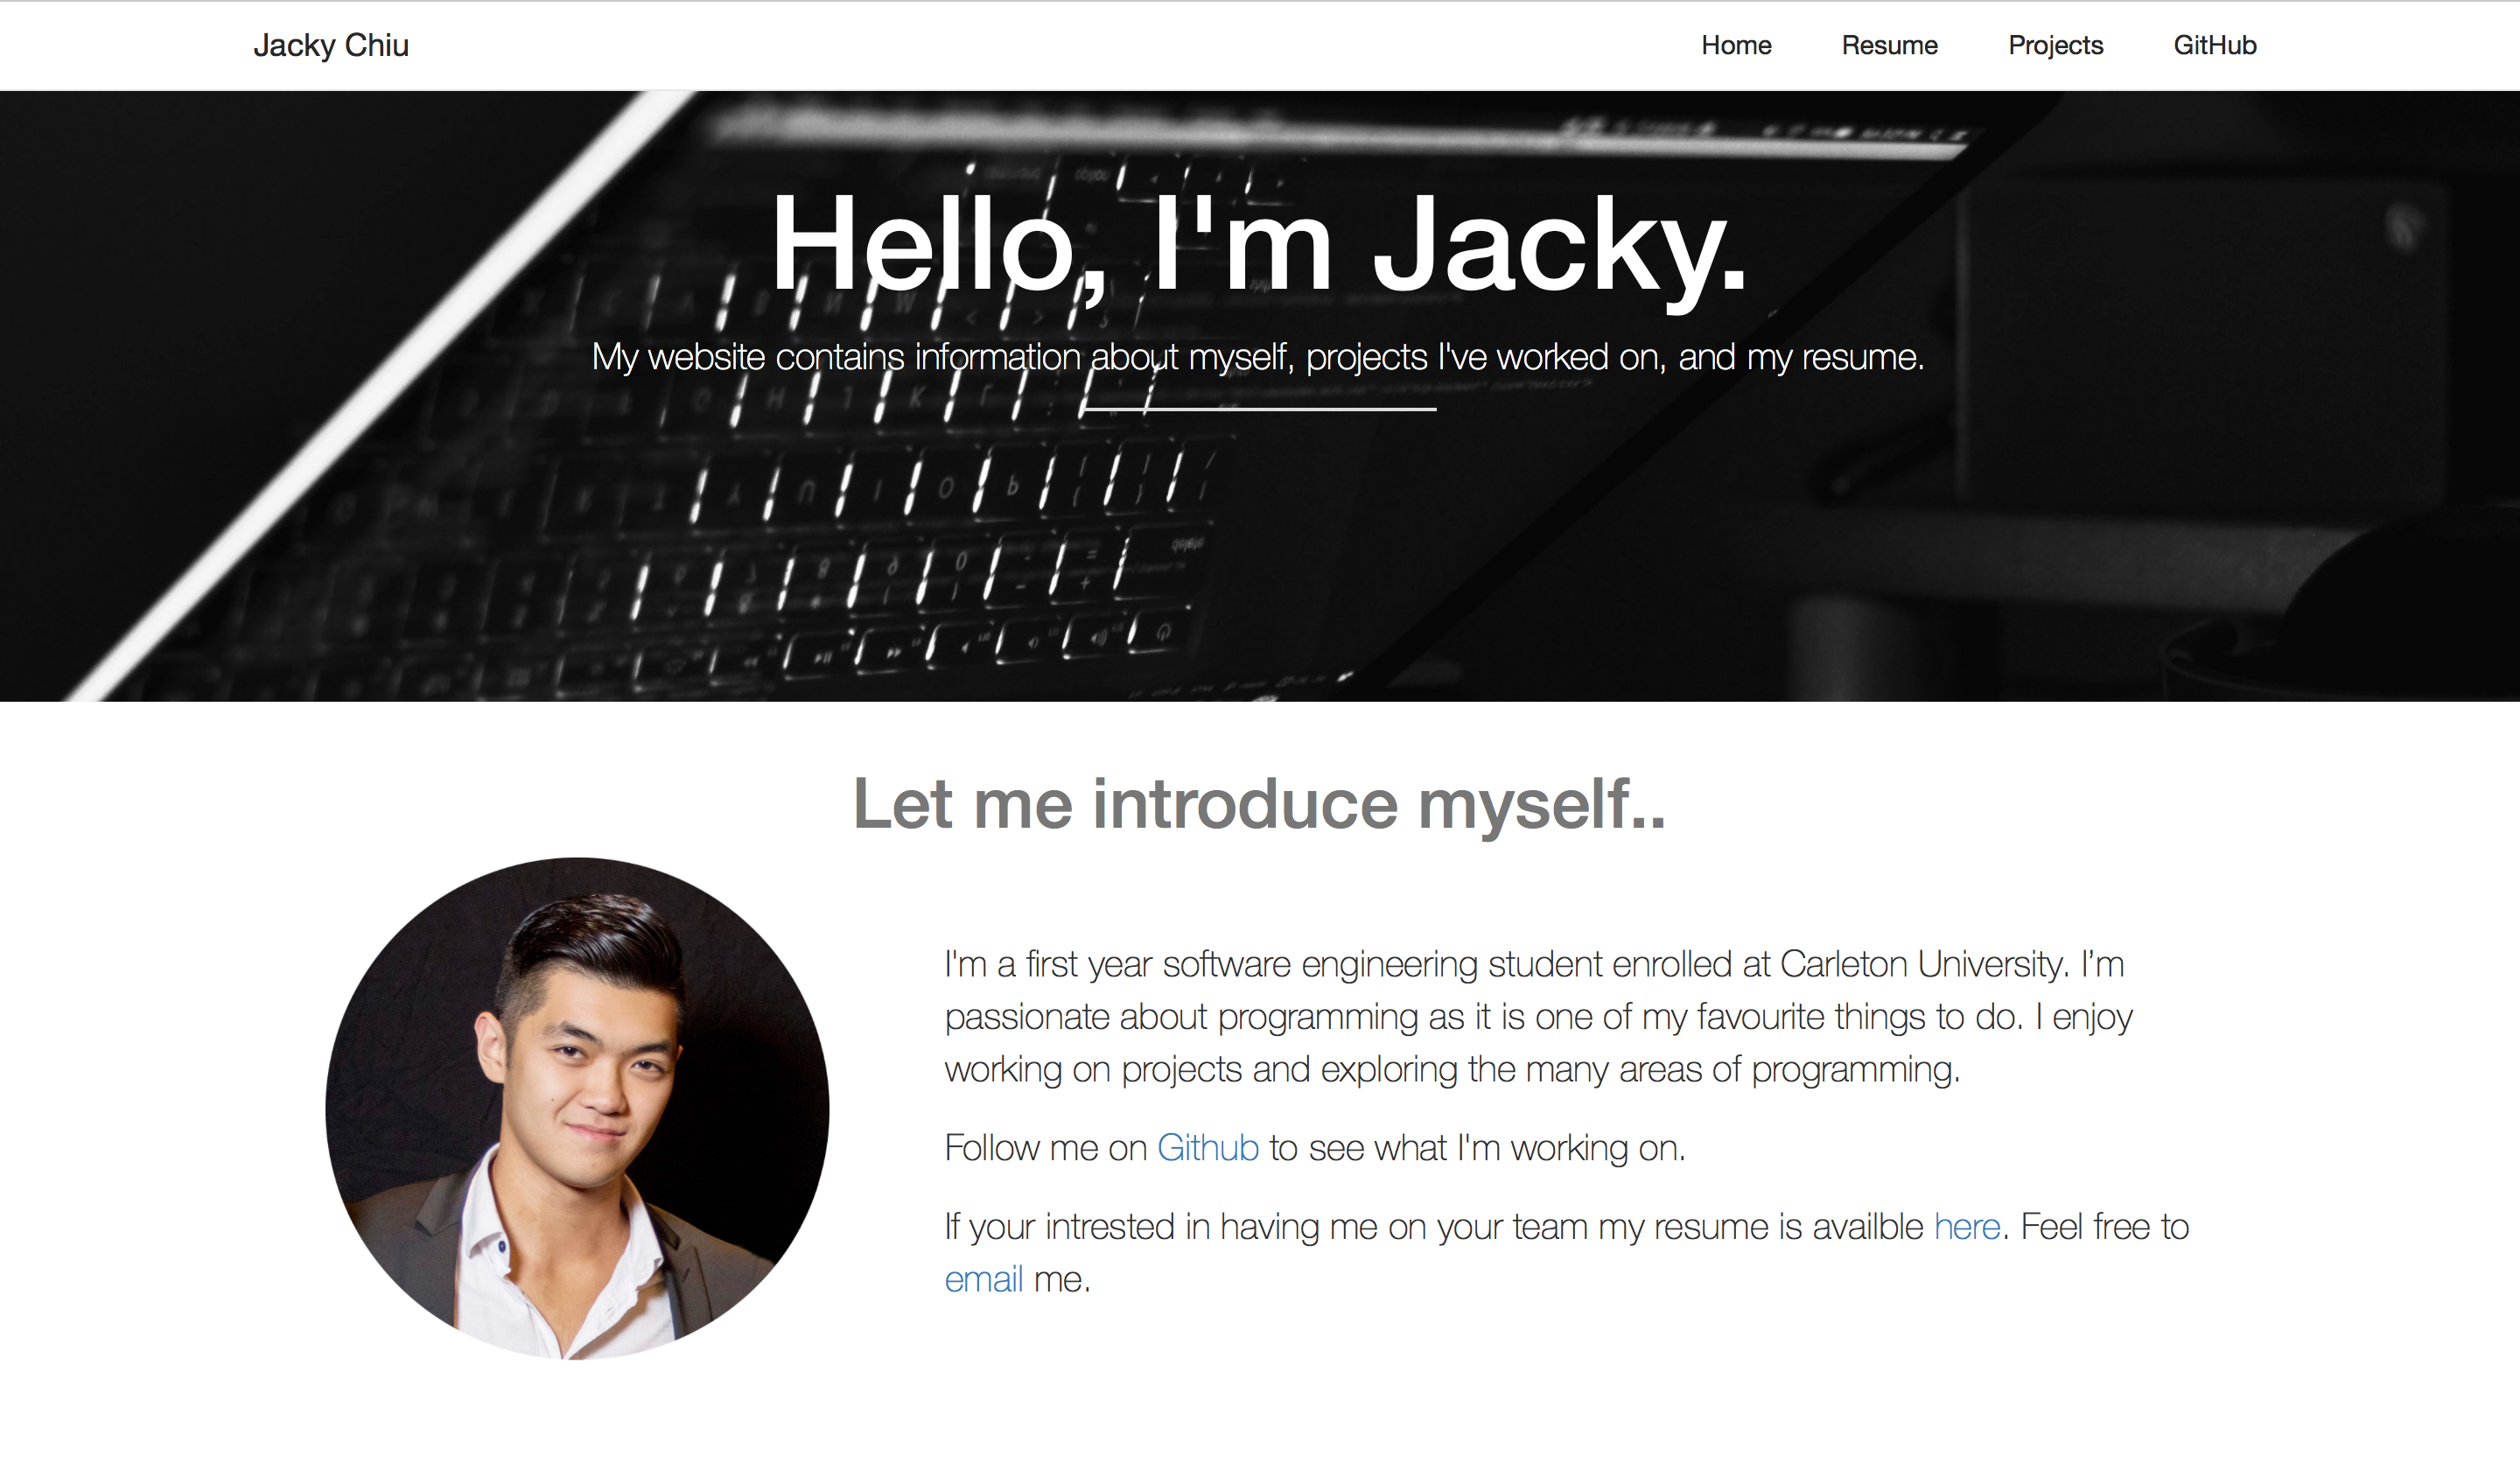 Jacky Chiu
Home Resume Projects GitHub
Hello, I'm Jacky.
My website contains information about myself, projects I've worked on, and my resume.
delete
Let me introduce myself..
I'm a first year software engineering student enrolled at Carleton University. I’m
passionate about programming as it is one of my favourite things to do. I enjoy
working on projects and exploring the many areas of programming.
Follow me on Github to see what I'm working on.
If your intrested in having me on your team my resume is availble here. Feel free to
email me.